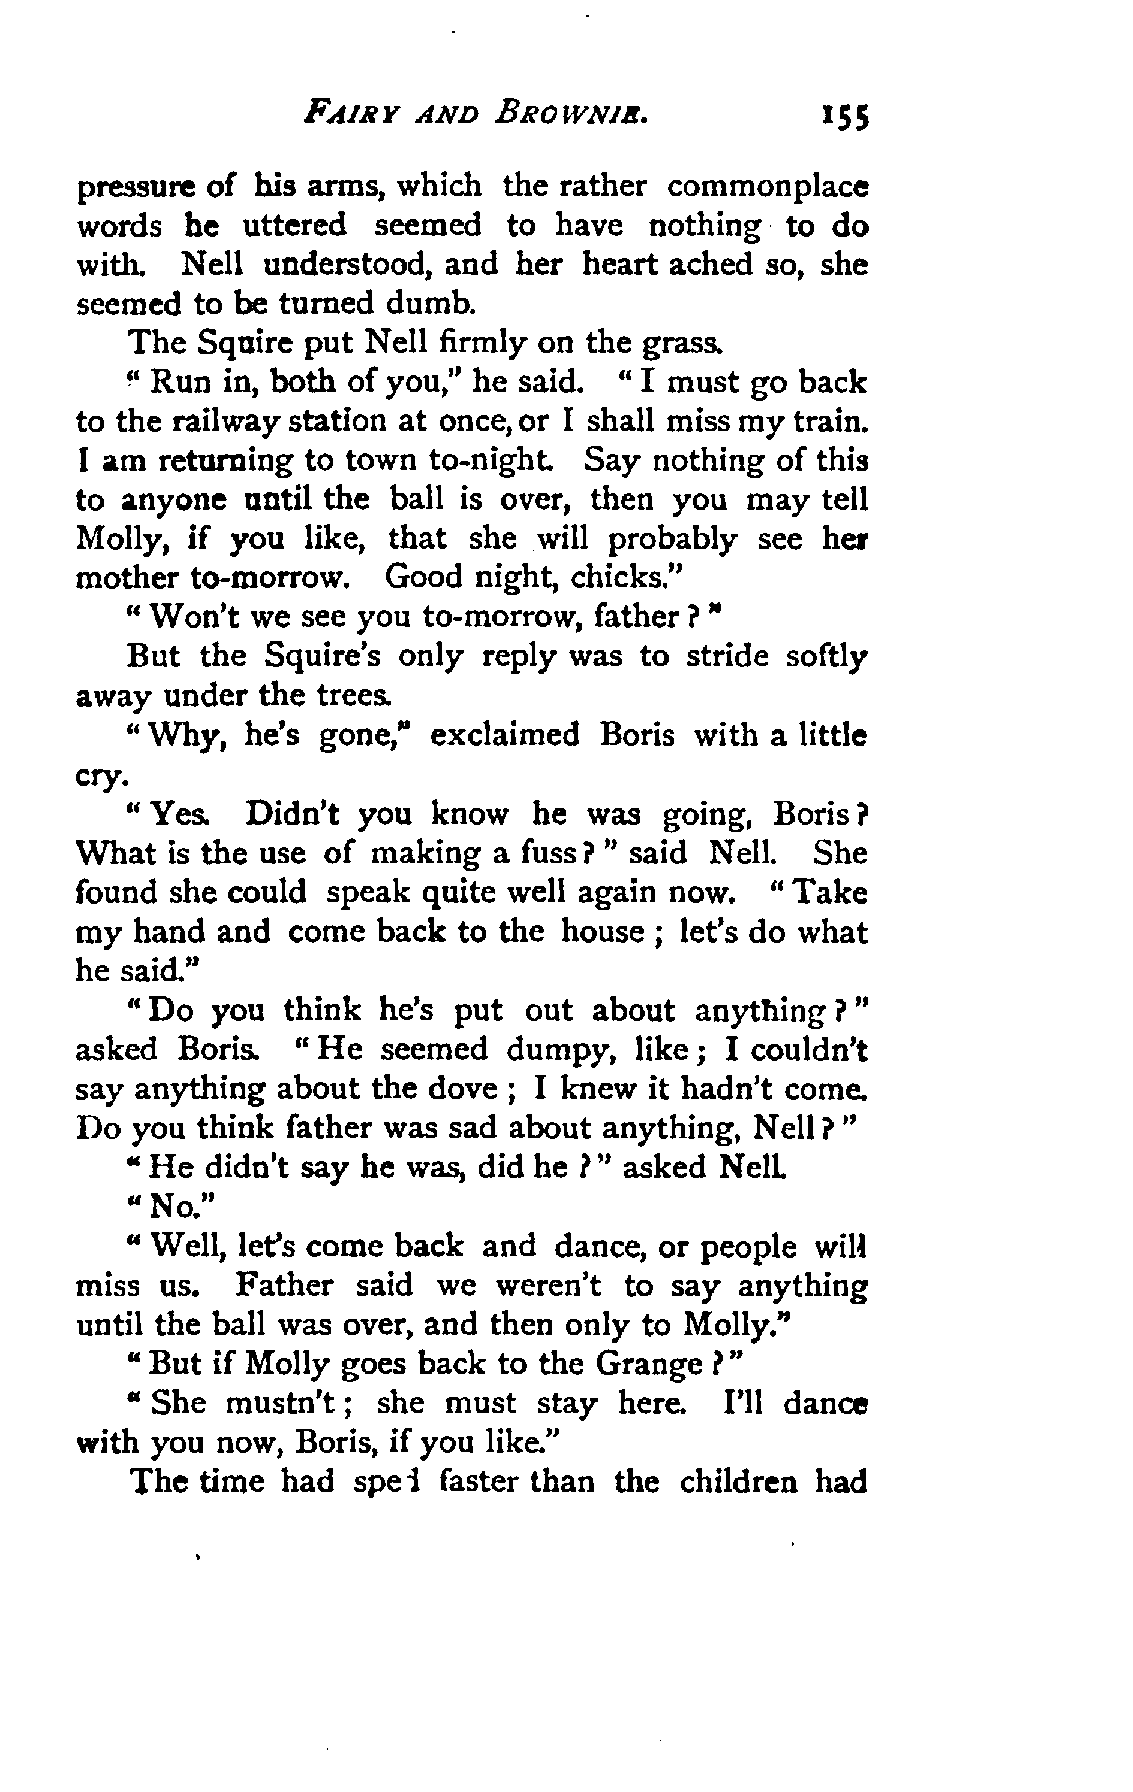 FAIRY AND BROWNIE. 155
pressure of his arms, which the rather commonplace
words he uttered seemed to have nothing to do
with. Nell understood, and her heart ached so, she
seemed to be turned dumb.
The Squire put Nell firmly on the grass.
" Run in, both of you," he said. " I must go back
to the railway station at once, or I shall miss my train.
I am returning to town to-night. Say nothing of this
to anyone until the ball is over, then you may tell
Molly, if you like, that she will probably see her
mother to-morrow. Good night, chicks."
" Won't we see you to-morrow, father ? "
But the Squire's only reply was to stride softly
away under the trees.
" Why, he's gone," exclaimed Boris with a little
cry.
" Yes. Didn't you know he was going, Boris ?
What is the use of making a fuss ? " said Nell. She
found she could speak quite well again now. " Take
my hand and come back to the house ; let's do what
he said."
" Do you think he's put out about anything ? "
asked Boris. " He seemed dumpy, like ; I couldn't
say anything about the dove ; I knew it hadn't come.
Do you think father was sad about anything, Nell ? "
" He didn't say he was, did he ? " asked Nell.
" No."
" Well, let's come back and dance, or people will
miss us. Father said we weren't to say anything
until the ball was over, and then only to Molly."
" But if Molly goes back to the Grange ? "
" She mustn't ; she must stay here. I'll dance
with you now, Boris, if you like."
The time had sped faster than the children had